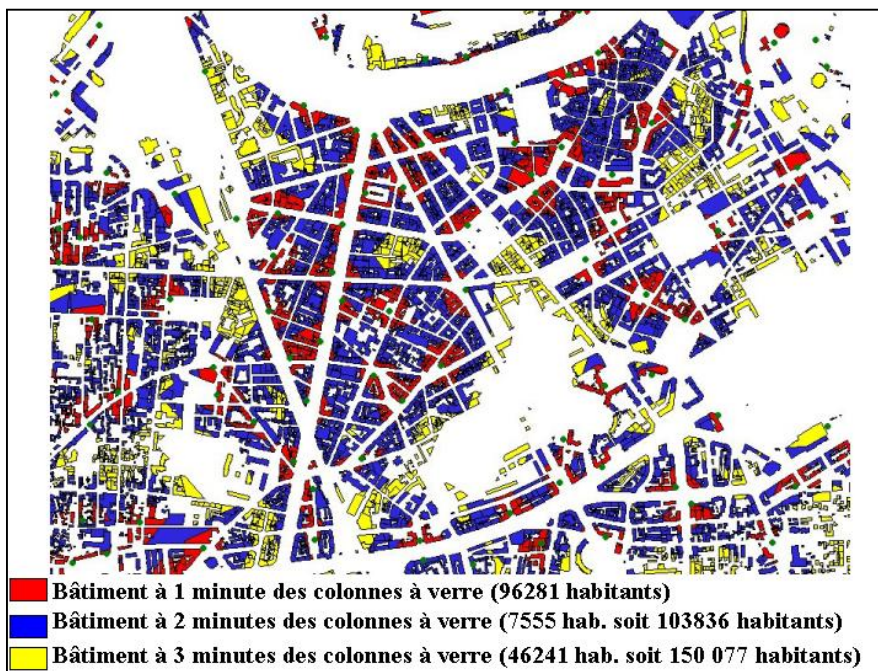 Bâtiment à 1 minute des colonnes à verre (96281 habitants)
Bâtiment à 2 minutes des colonnes à verre (7555 hab. soit 103836 habitants)
Bâtiment à 3 minutes des colonnes à verre (46241 hab. soit 150 077 habitants)